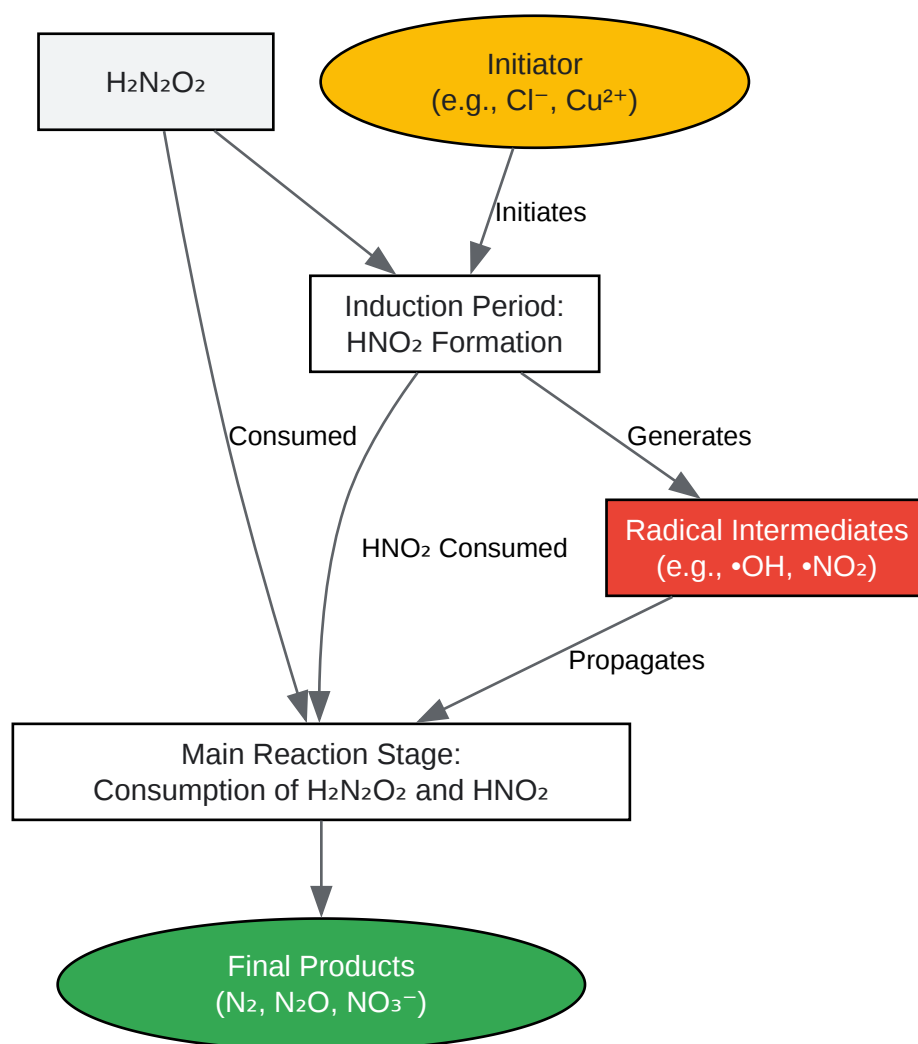 H₂N₂O₂
Initiator
(e.g., Cl⁻, Cu²⁺)
Initiates
Induction Period:
HNO₂ Formation
Consumed
Generates
Radical Intermediates
(e.g., •OH, •NO₂)
HNO₂ Consumed
Propagates
Main Reaction Stage:
Consumption of H₂N₂O₂ and HNO₂
Final Products
(N₂, N₂O, NO₃⁻)